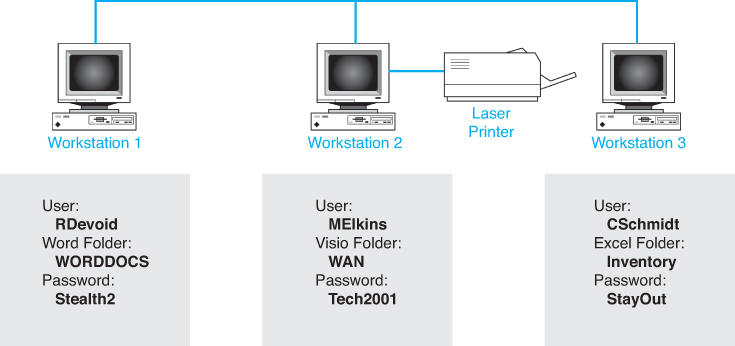 Laser
Printer
Workstation 1
Workstation 2
Workstation 3
User:
RDevoid
Word Folder:
WORDDOCS
Password:
Stealth2
User:
MElkins
Visio Folder:
WAN
Password:
Tech2001
User:
CSchmidt
Excel Folder:
Inventory
Password:
StayOut